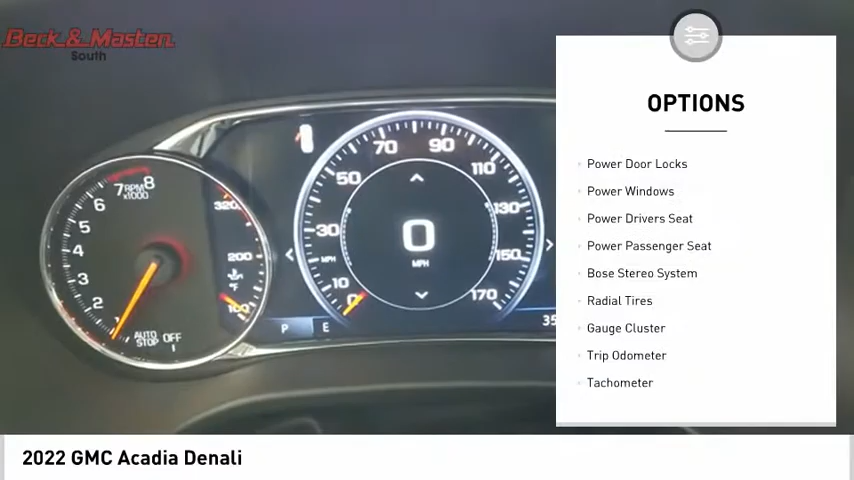 Beck & Masten
South
OPTIONS
Power Door Locks
Power Windows
Power Drivers Seat
Power Passenger Seat
Bose Stereo System
Radial Tires
Gauge Cluster
Trip Odometer
Tachometer
7 RPM 8
x1000
6
5
4
3
2
1
AUTO STOP
OFF
320
200
°F
100
0
10
30
50
70
90
110
130
150
170
MPH
0
MPH
P
E
35
2022 GMC Acadia Denali